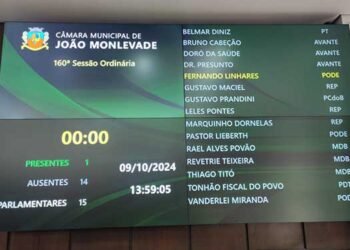 CÂMARA MUNICIPAL DE
JOÃO MONLEVADE
160ª Sessão Ordinária
00:00
PRESENTES 1
AUSENTES 14
PARLAMENTARES 15
09/10/2024
13:59:05
BELMAR DINIZ PT
BRUNO CABEÇÃO AVANTE
DORÓ DA SAÚDE AVANTE
DR. PRESUNTO AVANTE
FERNANDO LINHARES PODE
GUSTAVO MACIEL REP
GUSTAVO PRANDINI PCdoB
LELES PONTES REP
MARQUINHO DORNELAS REP
PASTOR LIEBERTH PODE
RAEL ALVES POVÃO MDB
REVETRIE TEIXEIRA MDB
THIAGO TITÓ MDB
TONHÃO FISCAL DO POVO
VANDERLEI MIRANDA POD